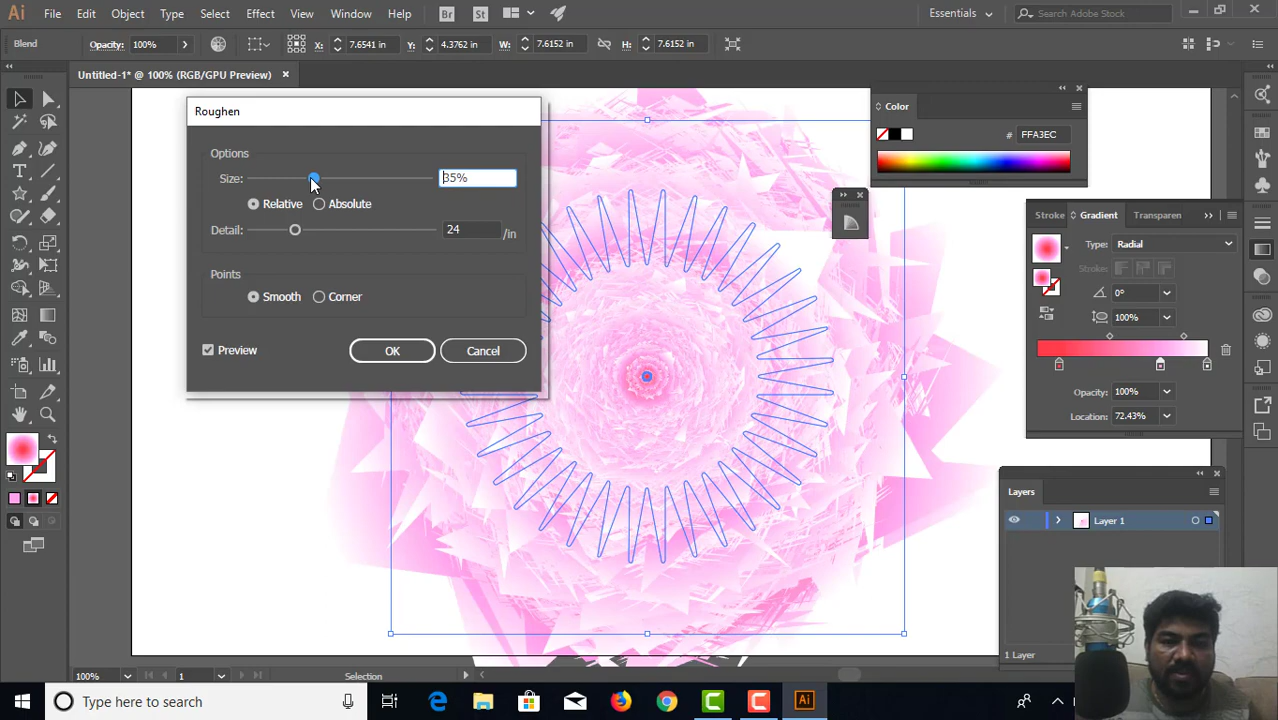 Ai File Edit Object Type Select Effect View Window Help Br St Essentials Search Adobe Stock
Blend Opacity: 100% X: 7.6541 in Y: 4.3762 in W: 7.6152 in H: 7.6152 in
Untitled-1* @ 100% (RGB/GPU Preview)
Roughen
Options
Size: 35%
Relative Absolute
Detail: 24 /in
Points
Smooth Corner
Preview OK Cancel
Color
# FFA3EC
Stroke Gradient Transparen
Type: Radial
Stroke:
0°
100%
Opacity: 100%
Location: 72.43%
Layers
Layer 1
1 Layer
100% 1 Selection
Type here to search Ai